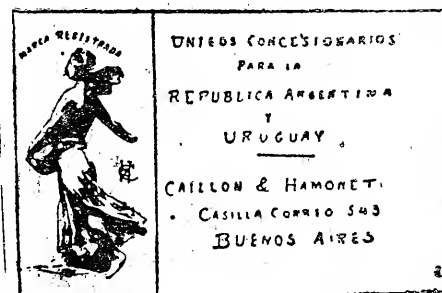 MARCA REGISTRADA
UNICOS CONCESIONARIOS
PARA LA
REPUBLICA ARGENTINA
Y
URUGUAY
CAILLON & HAMONET
CASILLA CORREO 543
BUENOS AIRES